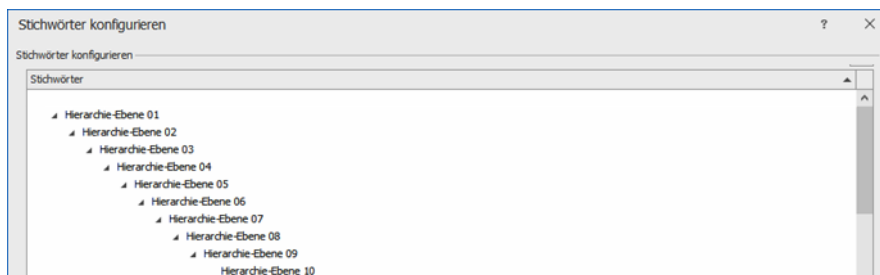 Stichwörter konfigurieren ?
Stichwörter konfigurieren
Stichwörter
Hierarchie-Ebene 01
Hierarchie-Ebene 02
Hierarchie-Ebene 03
Hierarchie-Ebene 04
Hierarchie-Ebene 05
Hierarchie-Ebene 06
Hierarchie-Ebene 07
Hierarchie-Ebene 08
Hierarchie-Ebene 09
Hierarchie-Ebene 10